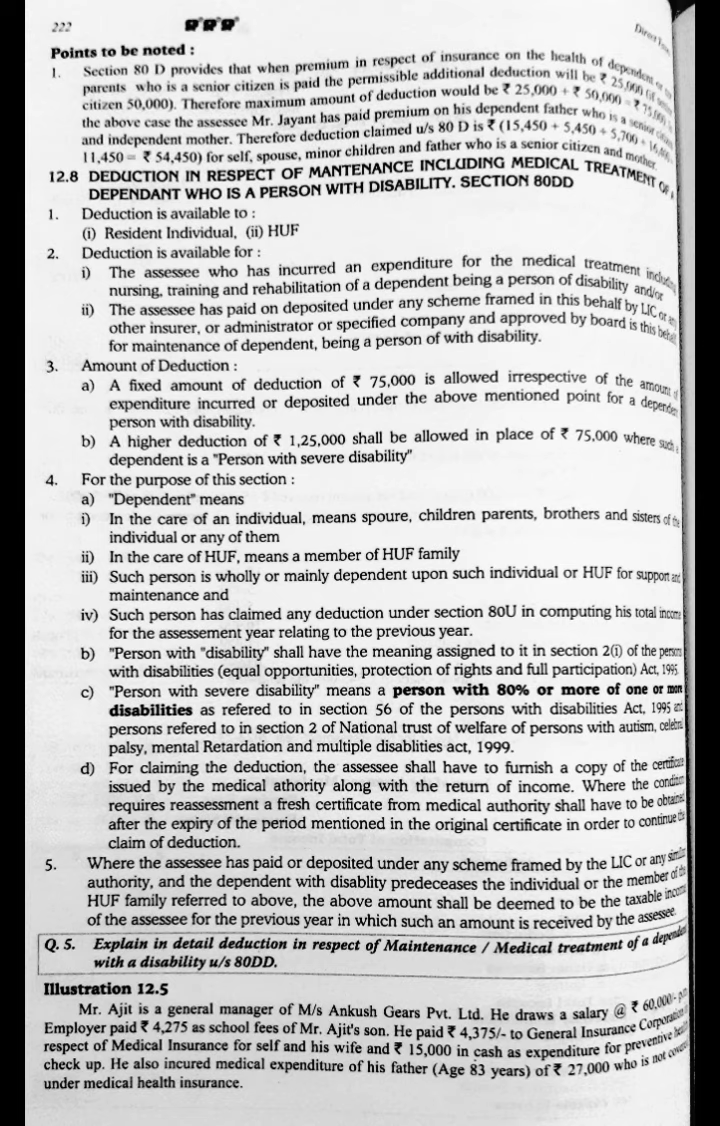 222
Direct
Points to be noted :
1. Section 80 D provides that when premium in respect of insurance on the health of dependent or
parents who is a senior citizen is paid the permissible additional deduction will be ₹ 25,000 (if senior
citizen 50,000). Therefore maximum amount of deduction would be ₹ 25,000 + ₹ 50,000 = ₹ 75,000
the above case the assessee Mr. Jayant has paid premium on his dependent father who is a senior
and independent mother. Therefore deduction claimed u/s 80 D is ₹ (15,450 + 5,450 + 5,700 +
11,450 = ₹ 54,450) for self, spouse, minor children and father who is a senior citizen and mother.
12.8 DEDUCTION IN RESPECT OF MANTENANCE INCLUDING MEDICAL TREATMENT OF A
DEPENDANT WHO IS A PERSON WITH DISABILITY. SECTION 80DD
1. Deduction is available to :
(i) Resident Individual, (ii) HUF
2. Deduction is available for :
i) The assessee who has incurred an expenditure for the medical treatment including
nursing, training and rehabilitation of a dependent being a person of disability and/or
ii) The assessee has paid on deposited under any scheme framed in this behalf by LIC or any
other insurer, or administrator or specified company and approved by board is this behalf
for maintenance of dependent, being a person of with disability.
3. Amount of Deduction :
a) A fixed amount of deduction of ₹ 75,000 is allowed irrespective of the amount of
expenditure incurred or deposited under the above mentioned point for a dependent
person with disability.
b) A higher deduction of ₹ 1,25,000 shall be allowed in place of ₹ 75,000 where such a
dependent is a "Person with severe disability"
4. For the purpose of this section :
a) "Dependent" means
i) In the care of an individual, means spoure, children parents, brothers and sisters of the
individual or any of them
ii) In the care of HUF, means a member of HUF family
iii) Such person is wholly or mainly dependent upon such individual or HUF for support and
maintenance and
iv) Such person has claimed any deduction under section 80U in computing his total income
for the assessement year relating to the previous year.
b) "Person with "disability" shall have the meaning assigned to it in section 2(i) of the persons
with disabilities (equal opportunities, protection of rights and full participation) Act, 1995.
c) "Person with severe disability" means a person with 80% or more of one or more
disabilities as refered to in section 56 of the persons with disabilities Act, 1995 and
persons refered to in section 2 of National trust of welfare of persons with autism, celebral
palsy, mental Retardation and multiple disablities act, 1999.
d) For claiming the deduction, the assessee shall have to furnish a copy of the certificate
issued by the medical athority along with the return of income. Where the condition
requires reassessment a fresh certificate from medical authority shall have to be obtained
after the expiry of the period mentioned in the original certificate in order to continue the
claim of deduction.
5. Where the assessee has paid or deposited under any scheme framed by the LIC or any similar
authority, and the dependent with disablity predeceases the individual or the member of the
HUF family referred to above, the above amount shall be deemed to be the taxable income
of the assessee for the previous year in which such an amount is received by the assessee.
Q. 5. Explain in detail deduction in respect of Maintenance / Medical treatment of a dependent
with a disability u/s 80DD.
Illustration 12.5
Mr. Ajit is a general manager of M/s Ankush Gears Pvt. Ltd. He draws a salary @ ₹ 60,000/- p.m.
Employer paid ₹ 4,275 as school fees of Mr. Ajit's son. He paid ₹ 4,375/- to General Insurance Corporation
respect of Medical Insurance for self and his wife and ₹ 15,000 in cash as expenditure for preventive health
check up. He also incured medical expenditure of his father (Age 83 years) of ₹ 27,000 who is not covered
under medical health insurance.